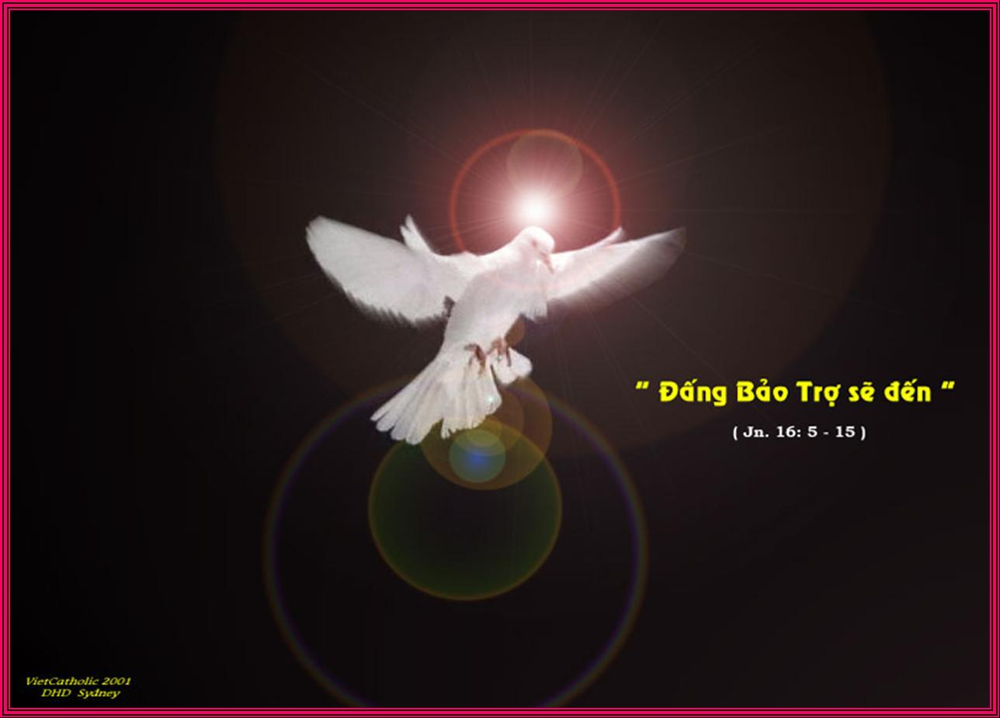 “ Đấng Bảo Trợ sẽ đến “
( Jn. 16: 5 - 15 )
VietCatholic 2001
DHD Sydney